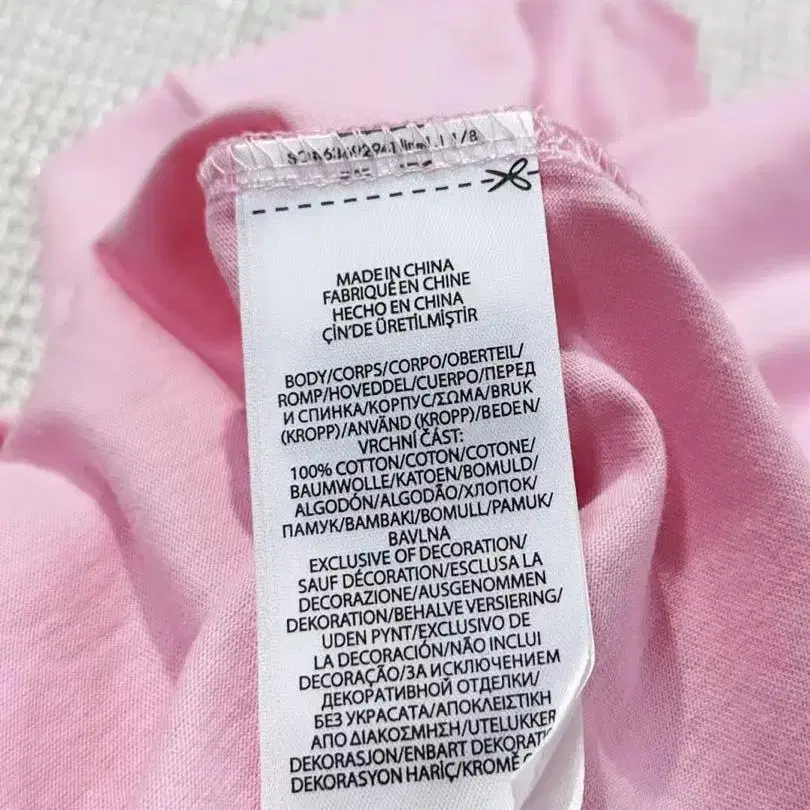 MADE IN CHINA
FABRIQUÉ EN CHINE
HECHO EN CHINA
ÇİN'DE ÜRETİLMİŞTİR
BODY/CORPS/CORPO/OBERTEIL/
ROMP/HOVEDDEL/CUERPO/ПЕРЕД
И СПИНКА/КОРПУС/ΣΩΜΑ/BRUK
(KROPP)/ANVÄND (KROPP)/BEDEN/
VRCHNÍ ČÁST:
100% COTTON/COTON/COTONE/
BAUMWOLLE/KATOEN/BOMULD/
ALGODÓN/ALGODÃO/ХЛОПОК/
ПАМУК/ΒΑΜΒΑΚΙ/BOMULL/PAMUK/
BAVLNA
EXCLUSIVE OF DECORATION/
SAUF DÉCORATION/ESCLUSA LA
DECORAZIONE/AUSGENOMMEN
DEKORATION/BEHALVE VERSIERING/
UDEN PYNT/EXCLUSIVO DE
LA DECORACIÓN/NÃO INCLUI
DECORAÇÃO/ЗА ИСКЛЮЧЕНИЕМ
ДЕКОРАТИВНОЙ ОТДЕЛКИ/
БЕЗ УКРАСАТА/ΑΠΟΚΛΕΙΣΤΙΚΗ
ΑΠΟ ΔΙΑΚΟΣΜΗΣΗ/UTELUKKER
DEKORASJON/ENBART
DEKORASYON HARİÇ/KROMĚ